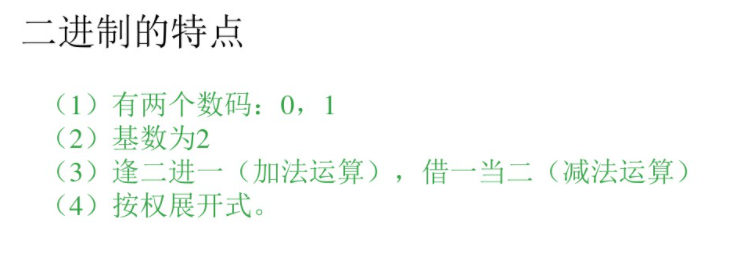 二进制的特点
（1）有两个数码：0，1
（2）基数为2
（3）逢二进一（加法运算），借一当二（减法运算）
（4）按权展开式。